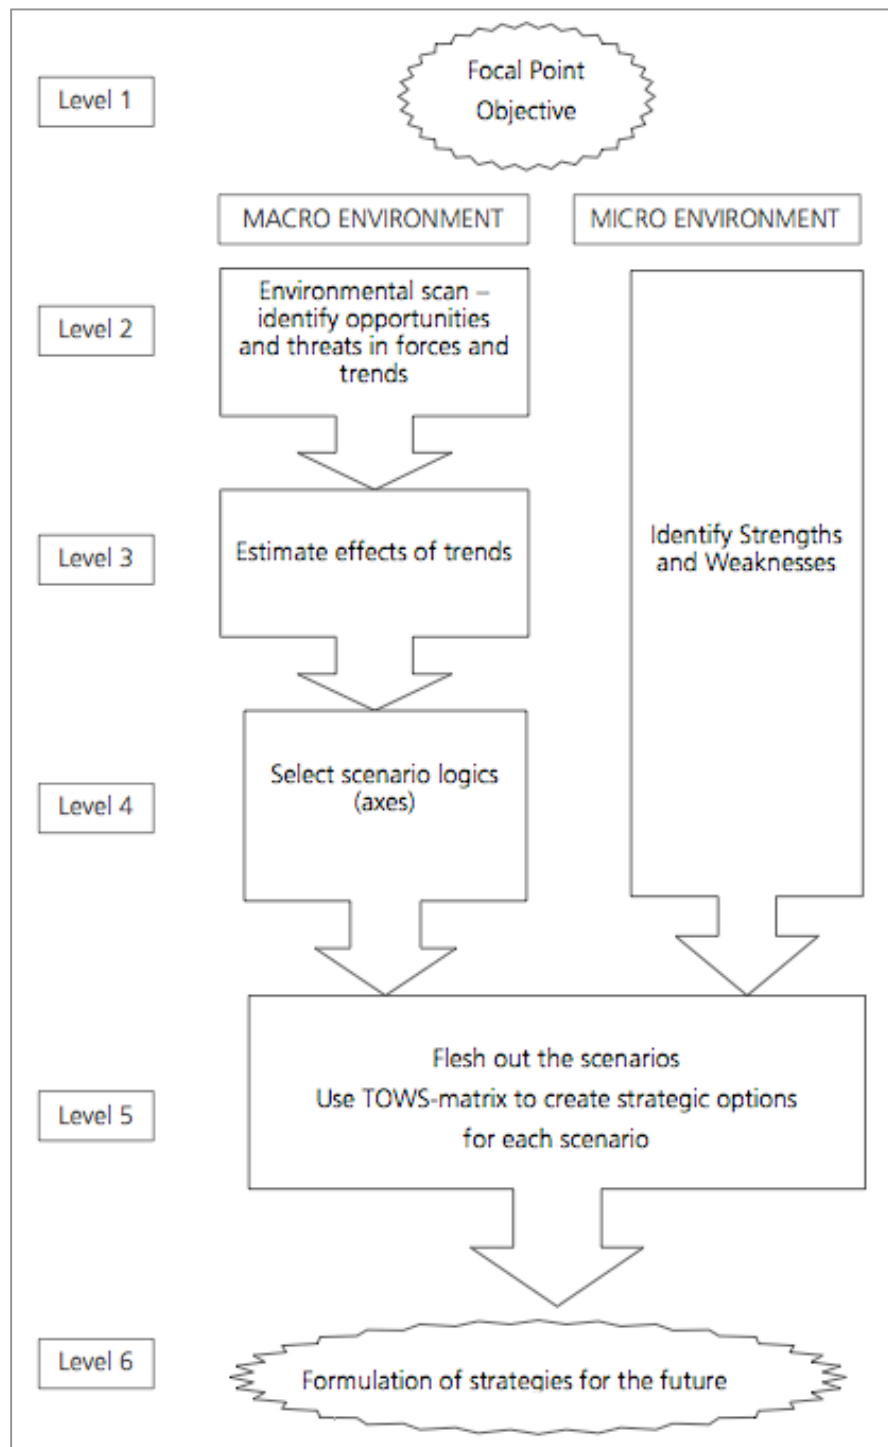 Level 1
Focal Point
Objective
MACRO ENVIRONMENT
MICRO ENVIRONMENT
Level 2
Environmental scan –
identify opportunities
and threats in forces and
trends
Level 3
Estimate effects of trends
Identify Strengths
and Weaknesses
Level 4
Select scenario logics
(axes)
Level 5
Flesh out the scenarios
Use TOWS-matrix to create strategic options
for each scenario
Level 6
Formulation of strategies for the future